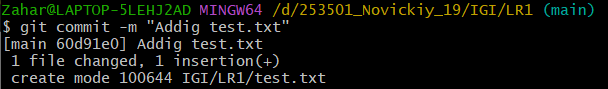 Zahar@LAPTOP-5LEHJ2AD MINGW64 /d/253501_Novickiy_19/IGI/LR1 (main)
$ git commit -m "Addig test.txt"
[main 60d91e0] Addig test.txt
 1 file changed, 1 insertion(+)
 create mode 100644 IGI/LR1/test.txt